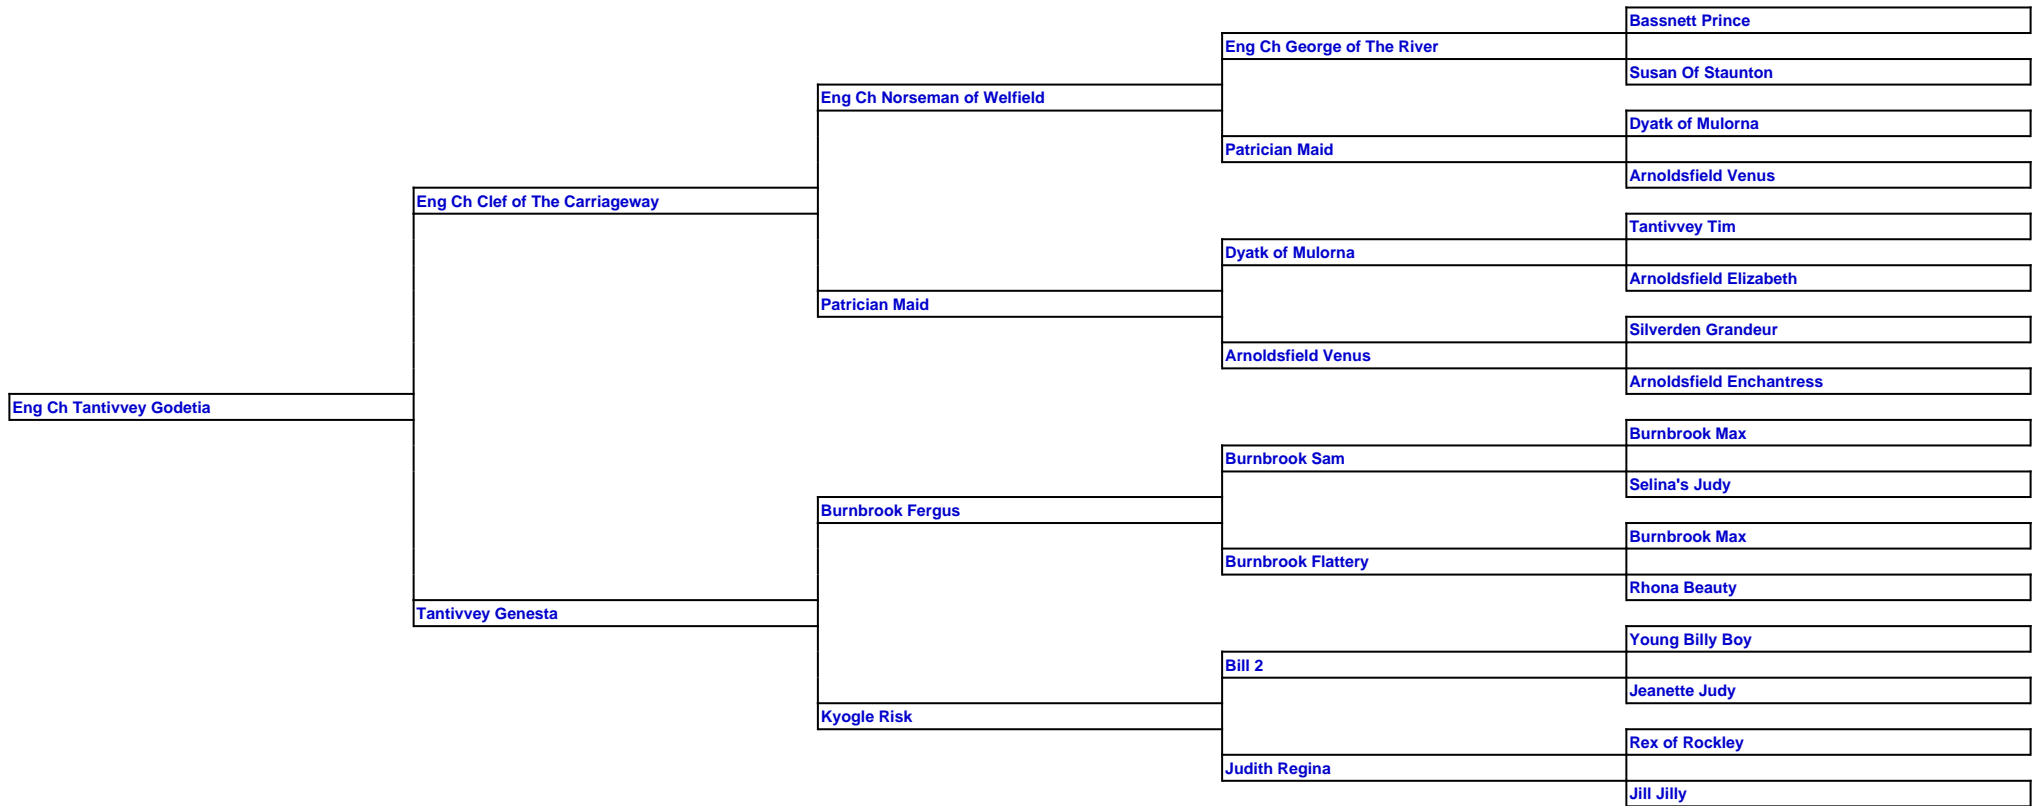 Bassnett Prince
Eng Ch George of The River
Susan Of Staunton
Eng Ch Norseman of Welfield
Dyatk of Mulorna
Patrician Maid
Arnoldsfield Venus
Eng Ch Clef of The Carriageway
Tantivvey Tim
Dyatk of Mulorna
Arnoldsfield Elizabeth
Patrician Maid
Silverden Grandeur
Arnoldsfield Venus
Arnoldsfield Enchantress
Eng Ch Tantivvey Godetia
Burnbrook Max
Burnbrook Sam
Selina's Judy
Burnbrook Fergus
Burnbrook Max
Burnbrook Flattery
Rhona Beauty
Tantivvey Genesta
Young Billy Boy
Bill 2
Jeanette Judy
Kyogle Risk
Rex of Rockley
Judith Regina
Jill Jilly